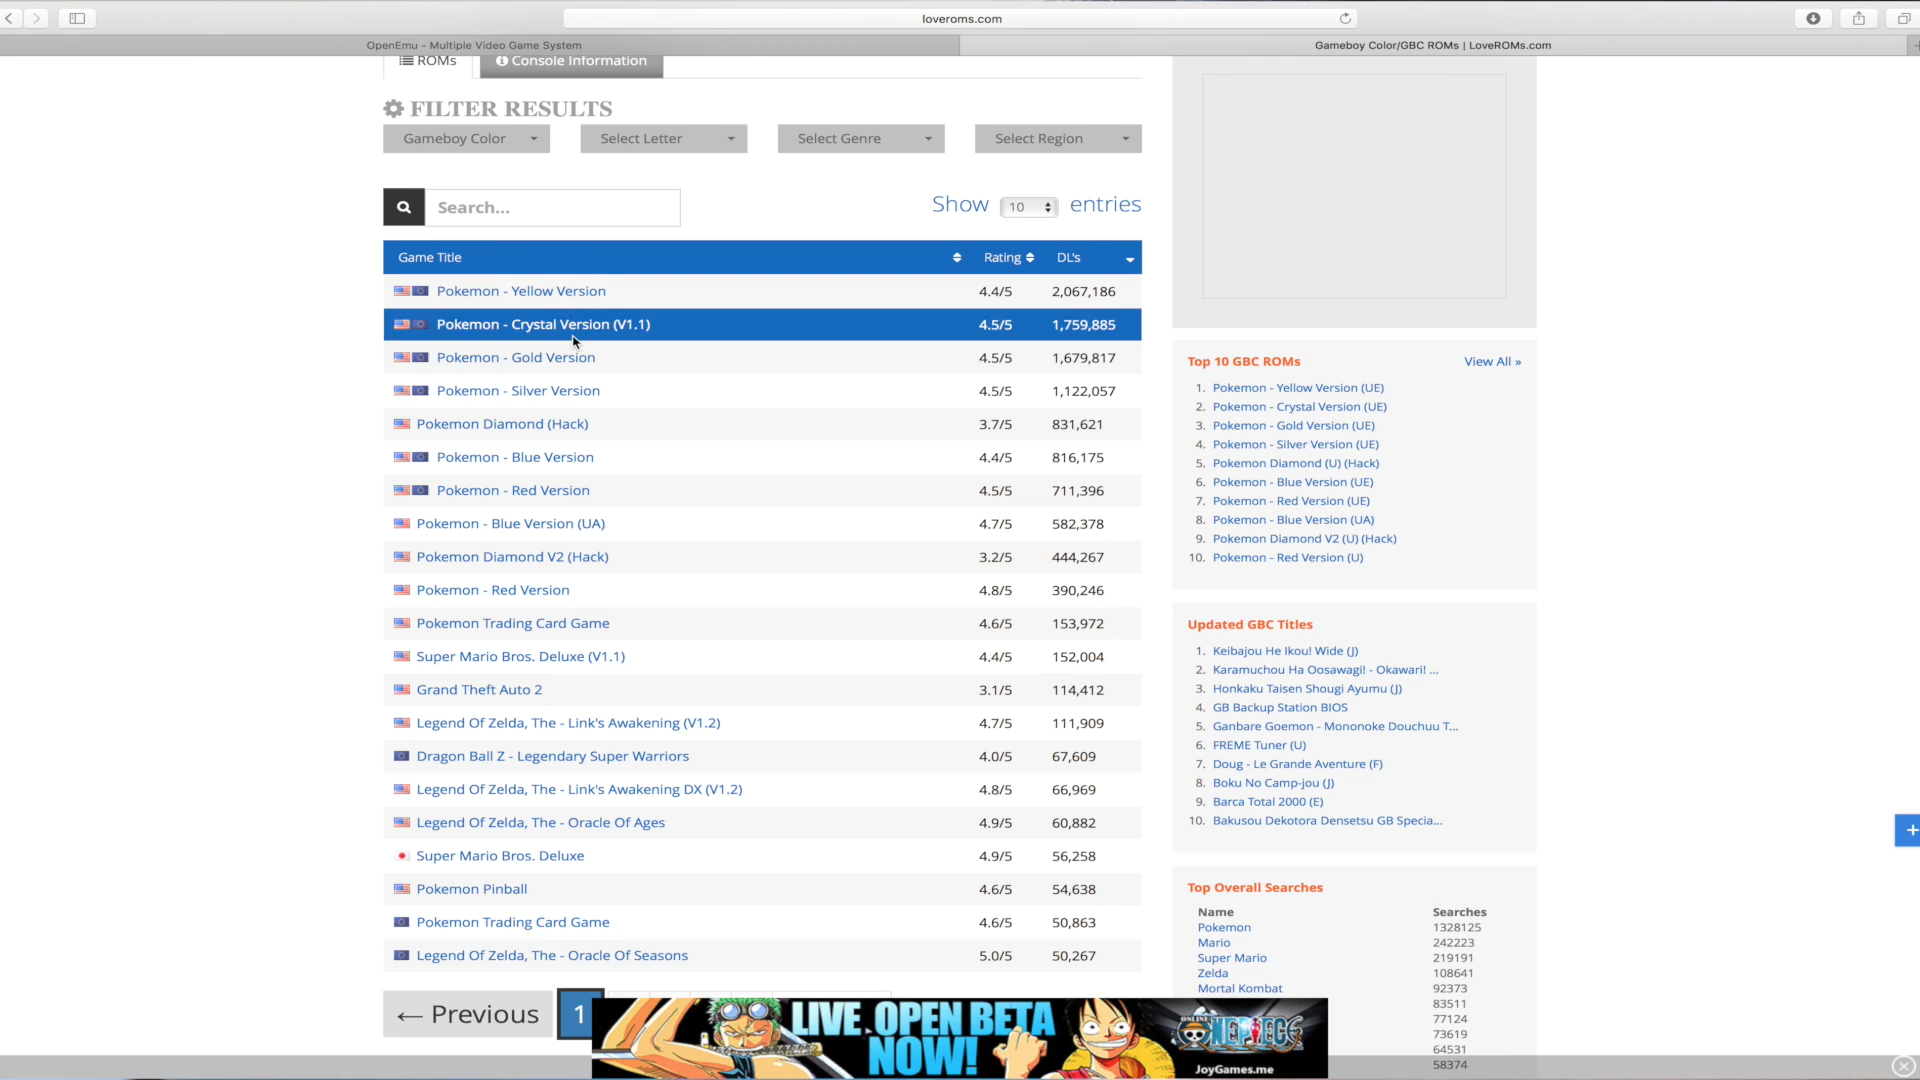 loveroms.com
OpenEmu - Multiple Video Game System
Gameboy Color/GBC ROMs | LoveROMs.com
ROMs
Console Information
FILTER RESULTS
Gameboy Color
Select Letter
Select Genre
Select Region
Search...
Show 10 entries
Game Title Rating DL's
Pokemon - Yellow Version 4.4/5 2,067,186
Pokemon - Crystal Version (V1.1) 4.5/5 1,759,885
Pokemon - Gold Version 4.5/5 1,679,817
Pokemon - Silver Version 4.5/5 1,122,057
Pokemon Diamond (Hack) 3.7/5 831,621
Pokemon - Blue Version 4.4/5 816,175
Pokemon - Red Version 4.5/5 711,396
Pokemon - Blue Version (UA) 4.7/5 582,378
Pokemon Diamond V2 (Hack) 3.2/5 444,267
Pokemon - Red Version 4.8/5 390,246
Pokemon Trading Card Game 4.6/5 153,972
Super Mario Bros. Deluxe (V1.1) 4.4/5 152,004
Grand Theft Auto 2 3.1/5 114,412
Legend Of Zelda, The - Link's Awakening (V1.2) 4.7/5 111,909
Dragon Ball Z - Legendary Super Warriors 4.0/5 67,609
Legend Of Zelda, The - Link's Awakening DX (V1.2) 4.8/5 66,969
Legend Of Zelda, The - Oracle Of Ages 4.9/5 60,882
Super Mario Bros. Deluxe 4.9/5 56,258
Pokemon Pinball 4.6/5 54,638
Pokemon Trading Card Game 4.6/5 50,863
Legend Of Zelda, The - Oracle Of Seasons 5.0/5 50,267
← Previous 1
Top 10 GBC ROMs View All »
1. Pokemon - Yellow Version (UE)
2. Pokemon - Crystal Version (UE)
3. Pokemon - Gold Version (UE)
4. Pokemon - Silver Version (UE)
5. Pokemon Diamond (U) (Hack)
6. Pokemon - Blue Version (UE)
7. Pokemon - Red Version (UE)
8. Pokemon - Blue Version (UA)
9. Pokemon Diamond V2 (U) (Hack)
10. Pokemon - Red Version (U)
Updated GBC Titles
1. Keibajou He Ikou! Wide (J)
2. Karamuchou Ha Oosawagi! - Okawari! ...
3. Honkaku Taisen Shougi Ayumu (J)
4. GB Backup Station BIOS
5. Ganbare Goemon - Mononoke Douchuu T...
6. FREME Tuner (U)
7. Doug - Le Grande Aventure (F)
8. Boku No Camp-jou (J)
9. Barca Total 2000 (E)
10. Bakusou Dekotora Densetsu GB Specia...
Top Overall Searches
Name Searches
Pokemon 1328125
Mario 242223
Super Mario 219191
Zelda 108641
Mortal Kombat 92373
83511
77124
73619
64531
58374
LIVE OPEN BETA
NOW!
ONLINE
ONE PIECE
JoyGames.me